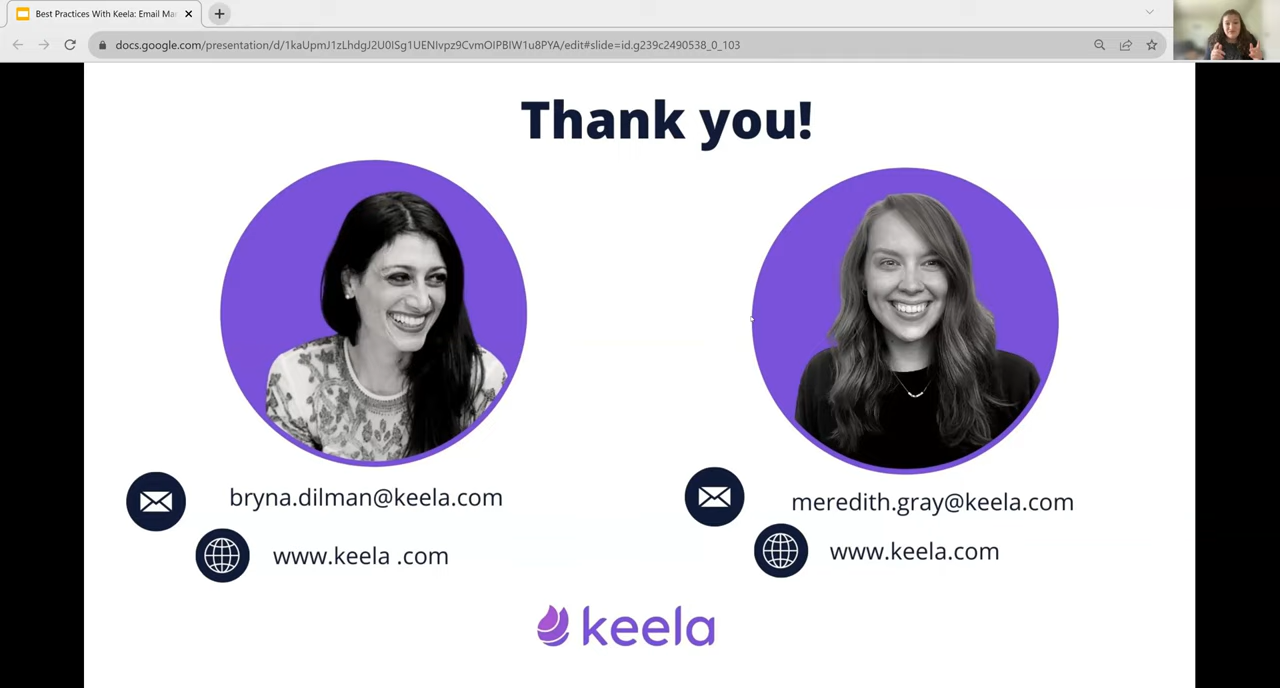 Best Practices With Keela: Email Ma
docs.google.com/presentation/d/1kaUpmJ1zLhdgJ2U0ISg1UENIvpz9CvmOIPBIW1u8PYA/edit#slide=id.g239c2490538_0_103
Thank you!
bryna.dilman@keela.com
www.keela .com
meredith.gray@keela.com
www.keela.com
keela